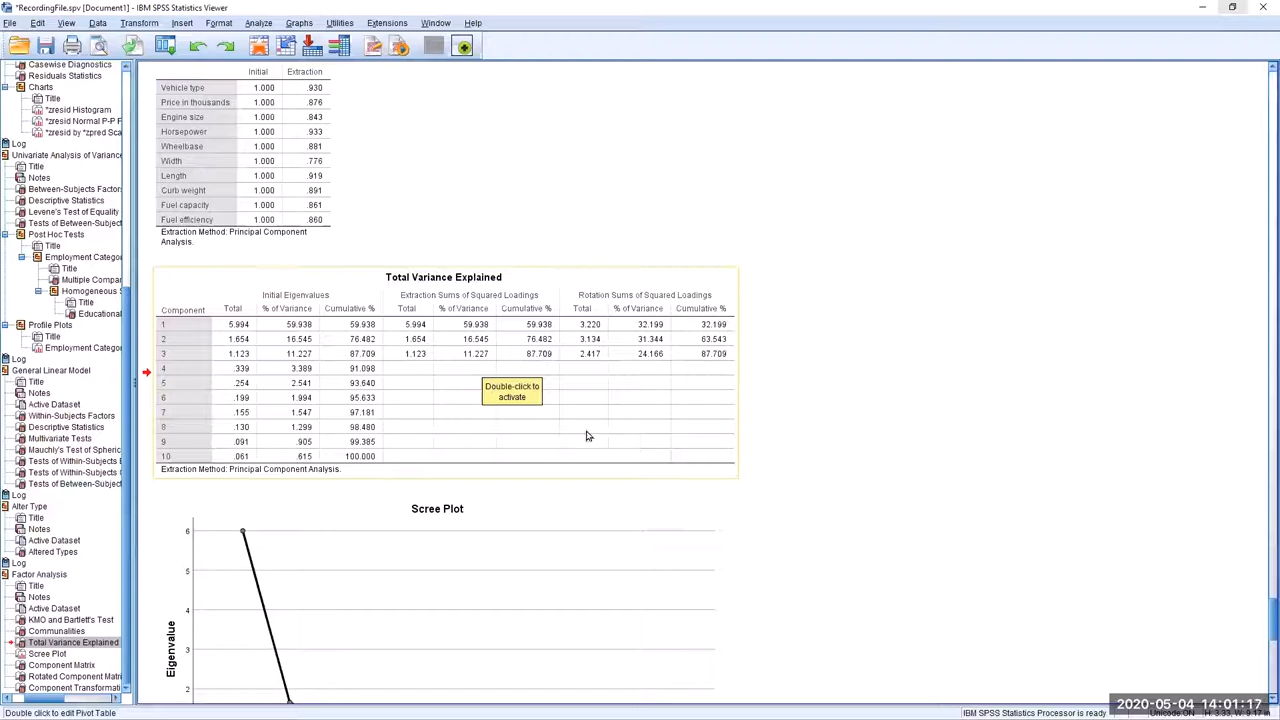 *RecordingFile.spv [Document1] - IBM SPSS Statistics Viewer
File Edit View Data Transform Insert Format Analyze Graphs Utilities Extensions Window Help
Casewise Diagnostics
Residuals Statistics
Charts
Title
*zresid Histogram
*zresid Normal P-P F
*zresid by *zpred Sca
Log
Univariate Analysis of Variance
Title
Notes
Between-Subjects Factors
Descriptive Statistics
Levene's Test of Equality
Tests of Between-Subject
Post Hoc Tests
Title
Employment Catego
Title
Multiple Compa
Homogeneous S
Title
Educational
Profile Plots
Title
Employment Catego
Log
General Linear Model
Title
Notes
Active Dataset
Within-Subjects Factors
Descriptive Statistics
Multivariate Tests
Mauchly's Test of Spheric
Tests of Within-Subjects E
Tests of Within-Subjects C
Tests of Between-Subject
Log
Alter Type
Title
Notes
Active Dataset
Altered Types
Log
Factor Analysis
Title
Notes
Active Dataset
KMO and Bartlett's Test
Communalities
Total Variance Explained
Scree Plot
Component Matrix
Rotated Component Matri
Component Transformati
Initial Extraction
Vehicle type 1.000 .930
Price in thousands 1.000 .876
Engine size 1.000 .843
Horsepower 1.000 .933
Wheelbase 1.000 .881
Width 1.000 .776
Length 1.000 .919
Curb weight 1.000 .891
Fuel capacity 1.000 .861
Fuel efficiency 1.000 .860
Extraction Method: Principal Component
Analysis.
Total Variance Explained
Initial Eigenvalues Extraction Sums of Squared Loadings Rotation Sums of Squared Loadings
Component Total % of Variance Cumulative % Total % of Variance Cumulative % Total % of Variance Cumulative %
1 5.994 59.938 59.938 5.994 59.938 59.938 3.220 32.199 32.199
2 1.654 16.545 76.482 1.654 16.545 76.482 3.134 31.344 63.543
3 1.123 11.227 87.709 1.123 11.227 87.709 2.417 24.166 87.709
4 .339 3.389 91.098
5 .254 2.541 93.640
6 .199 1.994 95.633
7 .155 1.547 97.181
8 .130 1.299 98.480
9 .091 .905 99.385
10 .061 .615 100.000
Double-click to
activate
Extraction Method: Principal Component Analysis.
Scree Plot
6
5
4
3
2
Eigenvalue
2020-05-04 14:01:17
Double click to edit Pivot Table
IBM SPSS Statistics Processor is ready